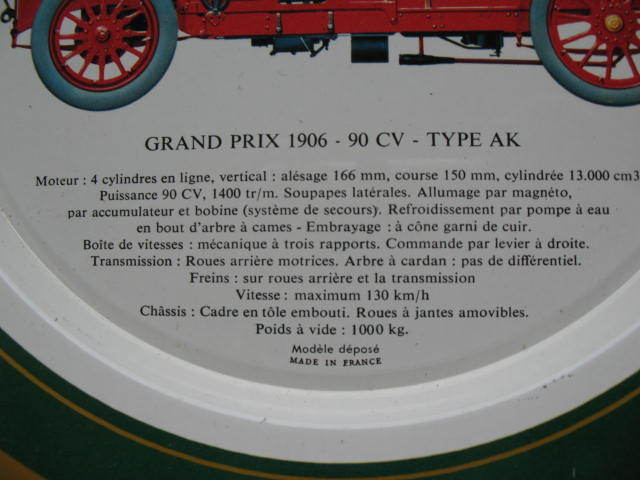 GRAND PRIX 1906 - 90 CV - TYPE AK
Moteur : 4 cylindres en ligne, vertical : alésage 166 mm, course 150 mm, cylindrée 13.000 cm3
Puissance 90 CV, 1400 tr/m. Soupapes latérales. Allumage par magnéto,
par accumulateur et bobine (système de secours). Refroidissement par pompe à eau
en bout d'arbre à cames - Embrayage : à cône garni de cuir.
Boîte de vitesses : mécanique à trois rapports. Commande par levier à droite.
Transmission : Roues arrière motrices. Arbre à cardan : pas de différentiel.
Freins : sur roues arrière et la transmission
Vitesse : maximum 130 km/h
Châssis : Cadre en tôle embouti. Roues à jantes amovibles.
Poids à vide : 1000 kg.
Modèle déposé
MADE IN FRANCE